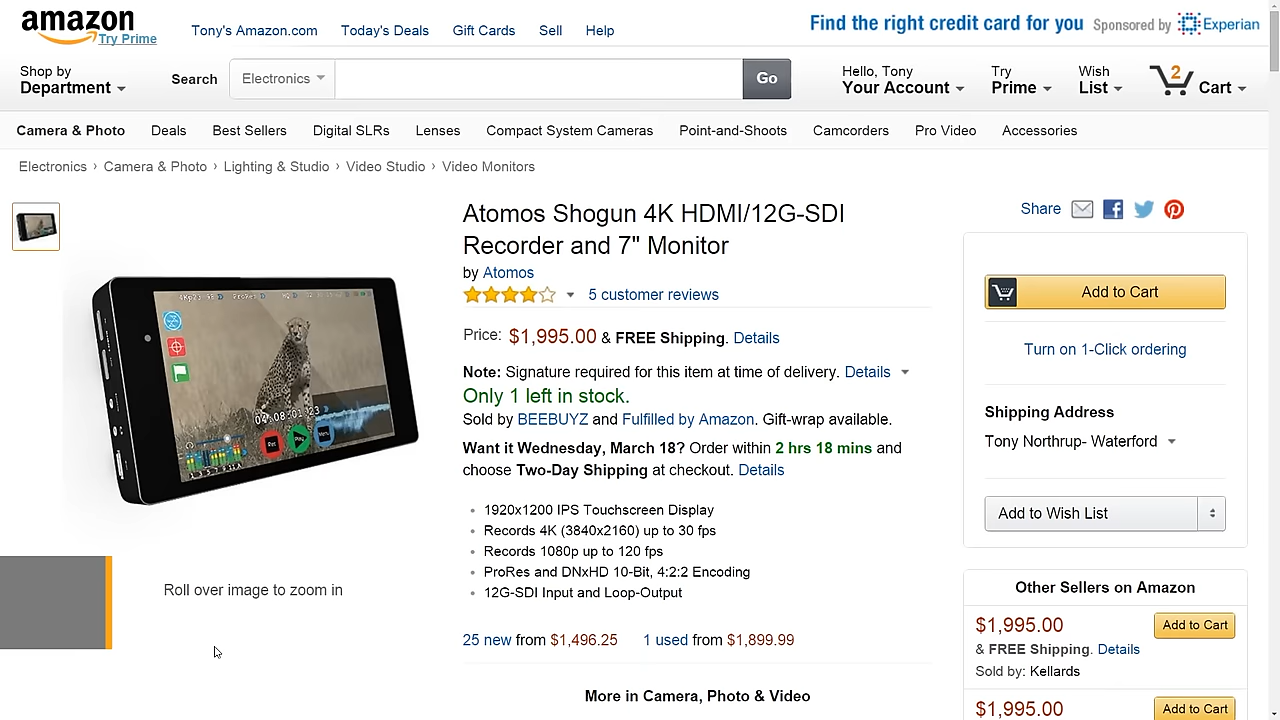 amazon
Try Prime
Tony's Amazon.com Today's Deals Gift Cards Sell Help
Find the right credit card for you Sponsored by Experian
Shop by
Department
Search Electronics Go
Hello, Tony
Your Account
Try
Prime
Wish
List
2
Cart
Camera & Photo Deals Best Sellers Digital SLRs Lenses Compact System Cameras Point-and-Shoots Camcorders Pro Video Accessories
Electronics › Camera & Photo › Lighting & Studio › Video Studio › Video Monitors
Roll over image to zoom in
Atomos Shogun 4K HDMI/12G-SDI
Recorder and 7" Monitor
by Atomos
5 customer reviews
Price: $1,995.00 & FREE Shipping. Details
Note: Signature required for this item at time of delivery. Details
Only 1 left in stock.
Sold by BEEBUYZ and Fulfilled by Amazon. Gift-wrap available.
Want it Wednesday, March 18? Order within 2 hrs 18 mins and
choose Two-Day Shipping at checkout. Details
1920x1200 IPS Touchscreen Display
Records 4K (3840x2160) up to 30 fps
Records 1080p up to 120 fps
ProRes and DNxHD 10-Bit, 4:2:2 Encoding
12G-SDI Input and Loop-Output
25 new from $1,496.25 1 used from $1,899.99
More in Camera, Photo & Video
Share
Add to Cart
Turn on 1-Click ordering
Shipping Address
Tony Northrup- Waterford
Add to Wish List
Other Sellers on Amazon
$1,995.00 Add to Cart
& FREE Shipping. Details
Sold by: Kellards
$1,995.00 Add to Cart